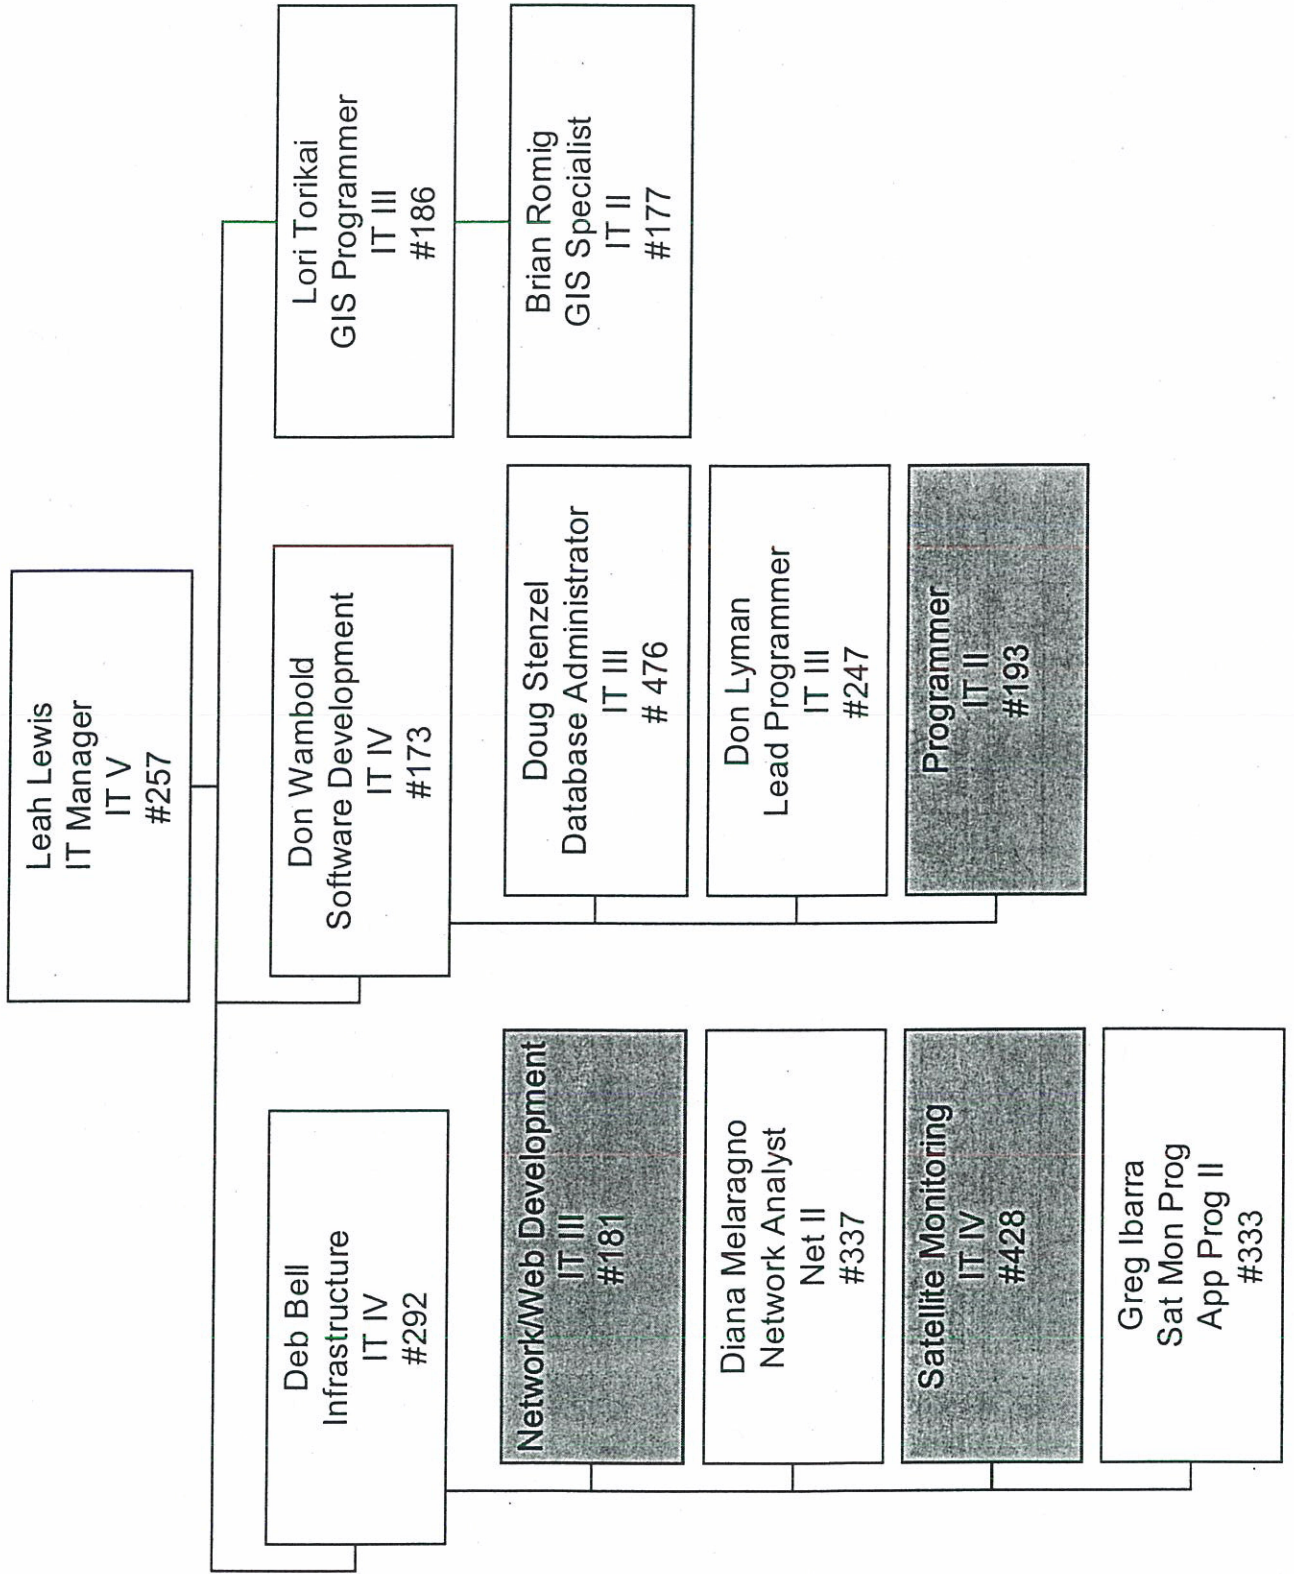 Leah Lewis
IT Manager
IT V
#257
Deb Bell
Infrastructure
IT IV
#292
Network/Web Development
IT III
#181
Diana Melaragno
Network Analyst
Net II
#337
Satellite Monitoring
IT IV
#428
Greg Ibarra
Sat Mon Prog
App Prog II
#333
Don Wambold
Software Development
IT IV
#173
Doug Stenzel
Database Administrator
IT III
# 476
Don Lyman
Lead Programmer
IT III
#247
Programmer
IT II
#193
Lori Torikai
GIS Programmer
IT III
#186
Brian Romig
GIS Specialist
IT II
#177